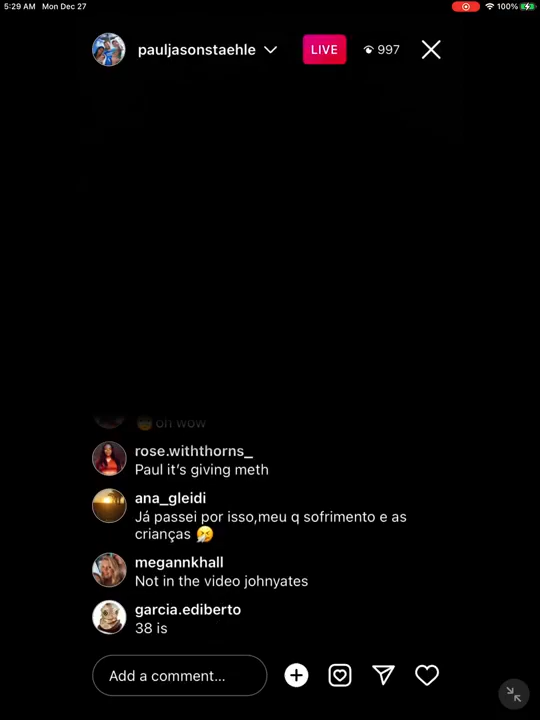 5:29 AM Mon Dec 27
100%
pauljasonstaehle
LIVE
997
oh wow
rose.withthorns_
Paul it’s giving meth
ana_gleidi
Já passei por isso,meu q sofrimento e as
crianças
megannkhall
Not in the video johnyates
garcia.ediberto
38 is
Add a comment...